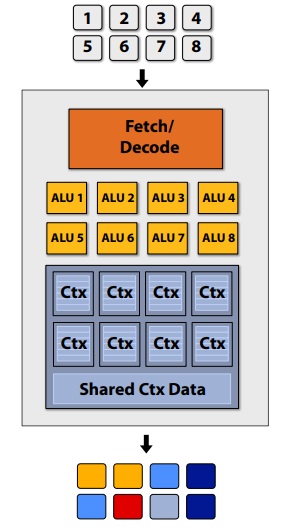 1 2 3 4
5 6 7 8
Fetch/
Decode
ALU 1 ALU 2 ALU 3 ALU 4
ALU 5 ALU 6 ALU 7 ALU 8
Ctx Ctx Ctx Ctx
Ctx Ctx Ctx Ctx
Shared Ctx Data